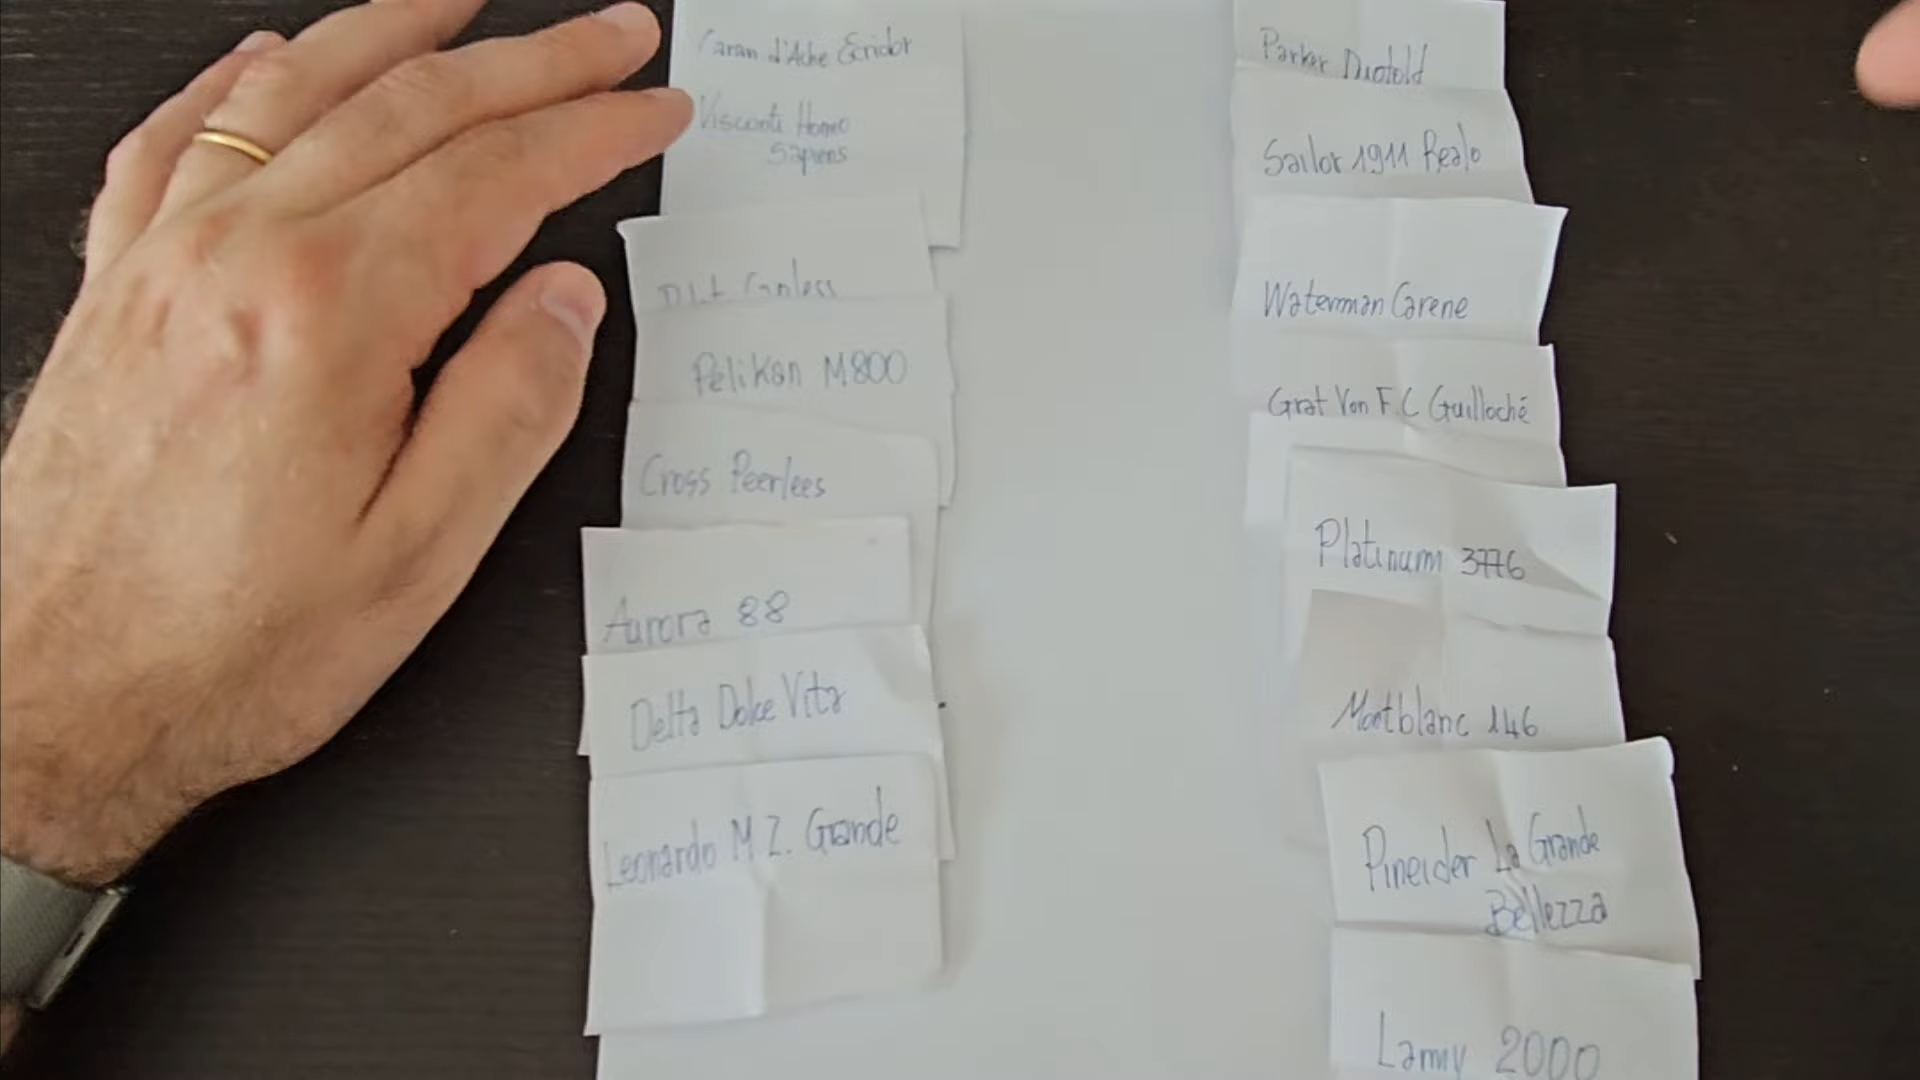 Caran d'Ache Ecridor
Visconti Homo
Sapiens
Pelikan M800
Cross Peerlees
Aurora 88
Delta Dolce Vita
Leonardo M Z. Grande
Parker Duofold
Sailor 1911 Realo
Waterman Carene
Graf Von F.C Guilloché
Platinum 3776
Montblanc 146
Pineider La Grande
Bellezza
Lamy 2000